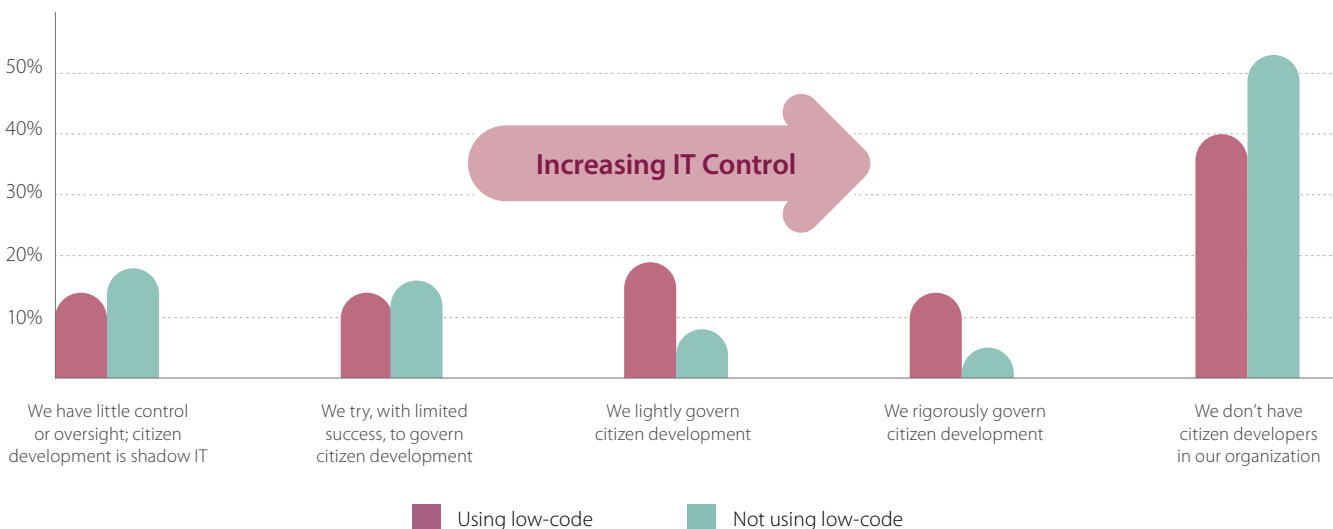 50%
40%
30%
20%
10%
Increasing IT Control
We have little control
or oversight; citizen
development is shadow IT
We try, with limited
success, to govern
citizen development
We lightly govern
citizen development
We rigorously govern
citizen development
We don't have
citizen developers
in our organization
Using low-code
Not using low-code